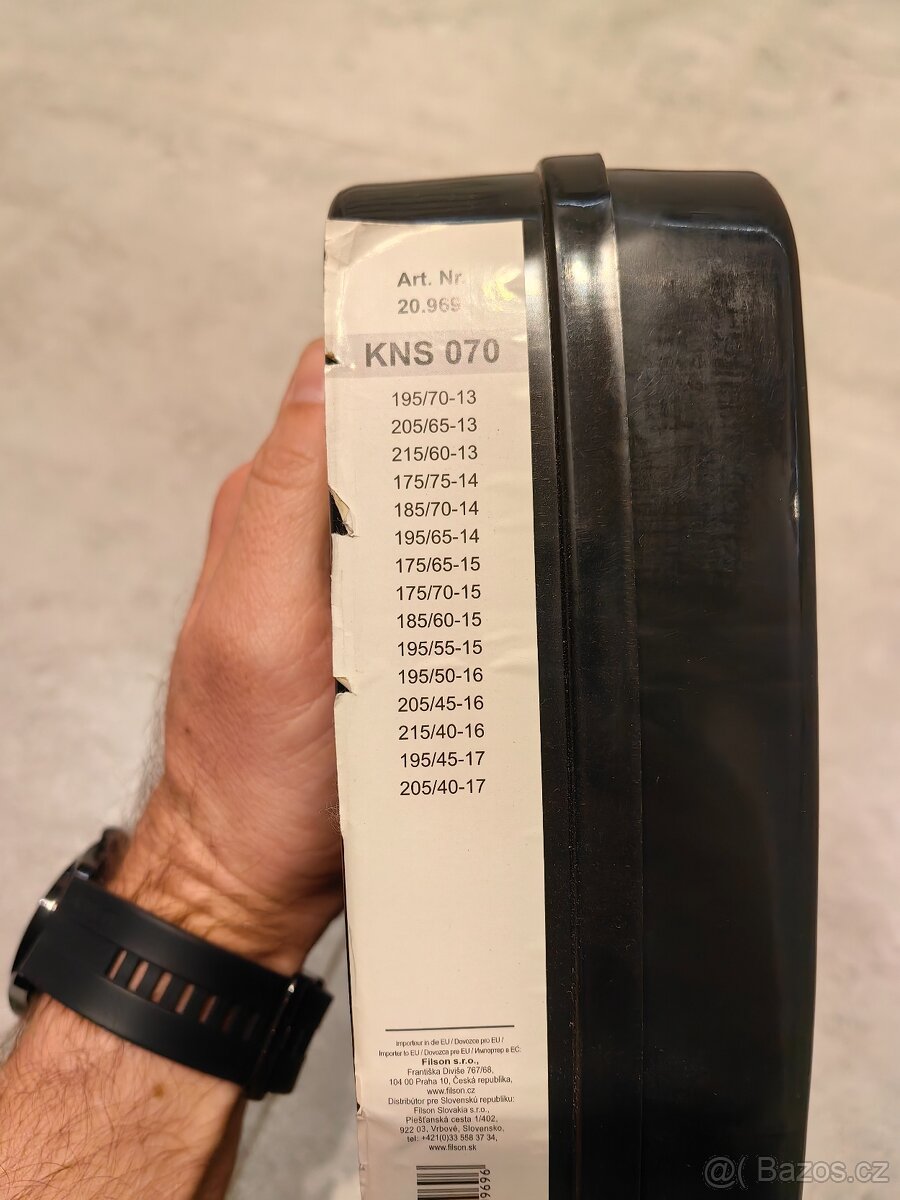 Art. Nr.
20.969
KNS 070
195/70-13
205/65-13
215/60-13
175/75-14
185/70-14
195/65-14
175/65-15
175/70-15
185/60-15
195/55-15
195/50-16
205/45-16
215/40-16
195/45-17
205/40-17
Importeur in die EU / Dovozce pro EU /
Importer to EU / Dovozca pre EU / Импортер в ЕС:
Filson s.r.o.,
Františka Diviše 767/68,
104 00 Praha 10, Česká republika,
www.filson.cz
Distribútor pre Slovenskú republiku:
Filson Slovakia s.r.o.,
Piešťanská cesta 1/402,
922 03, Vrbové, Slovensko,
tel: +421(0)33 558 37 34,
www.filson.sk
9696
@( Bazos.cz